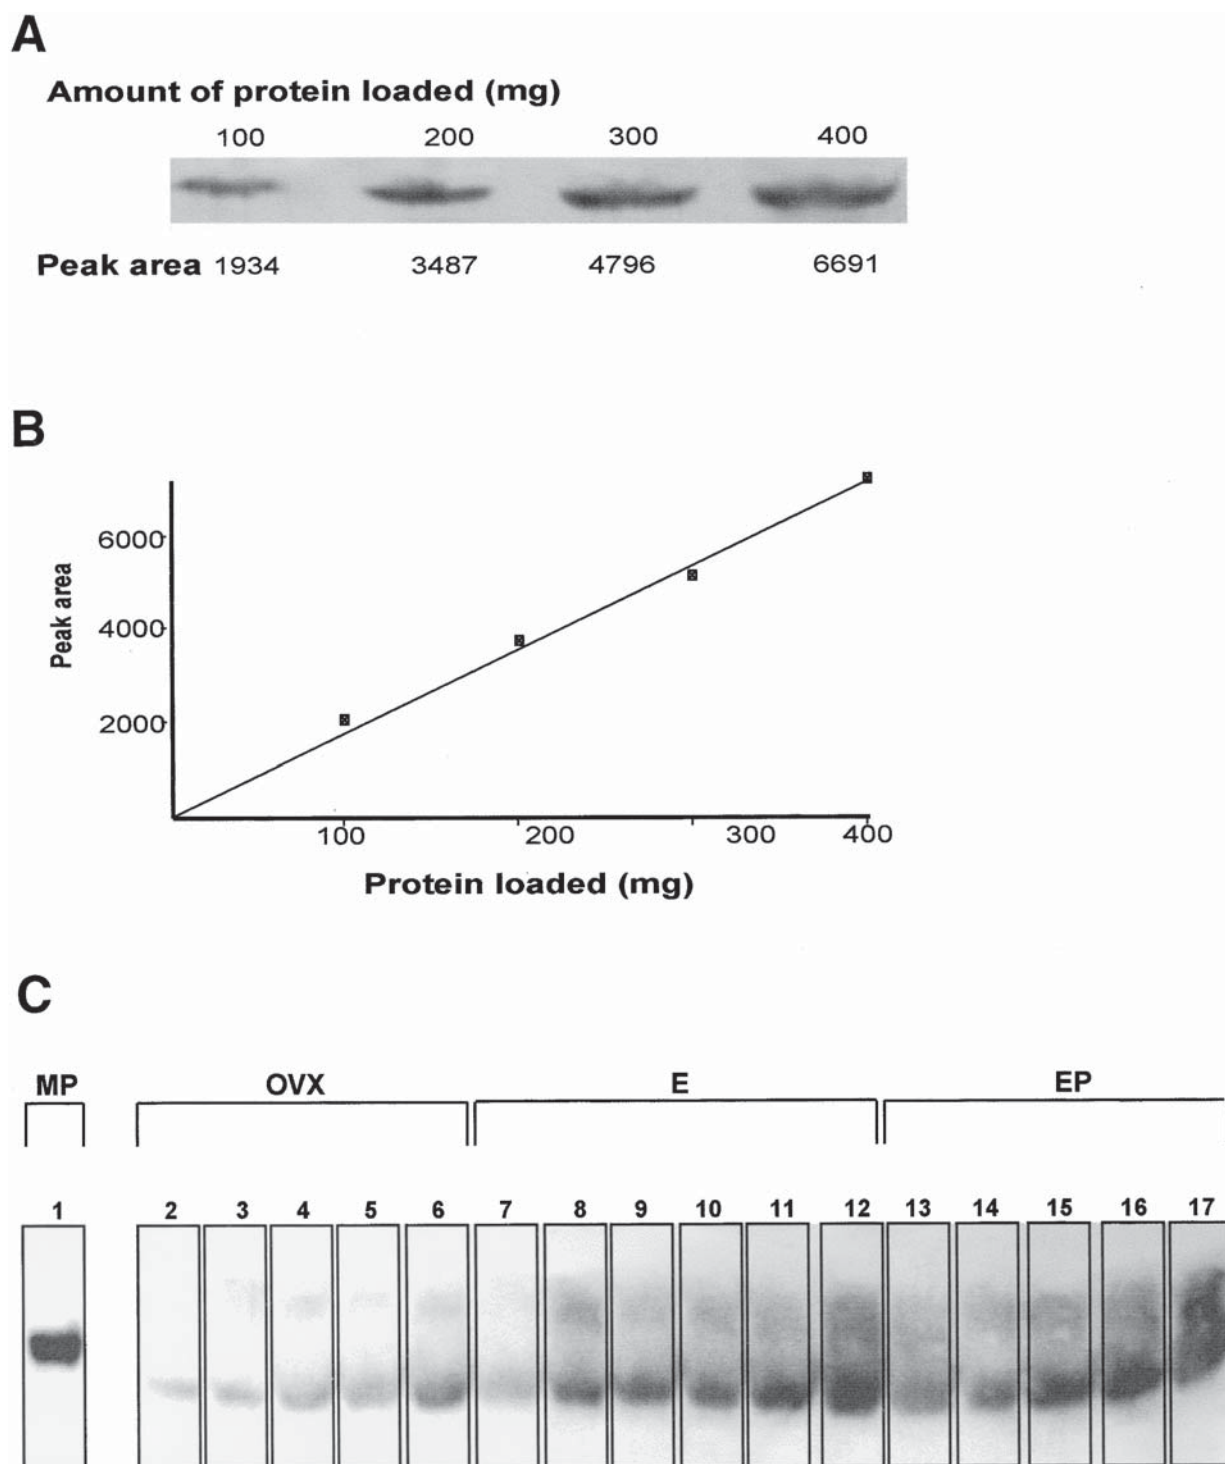 A
Amount of protein loaded (mg)
100 200 300 400
Peak area 1934 3487 4796 6691
B
6000
4000
2000
Peak area
100 200 300 400
Protein loaded (mg)
C
MP OVX E EP
1 2 3 4 5 6 7 8 9 10 11 12 13 14 15 16 17